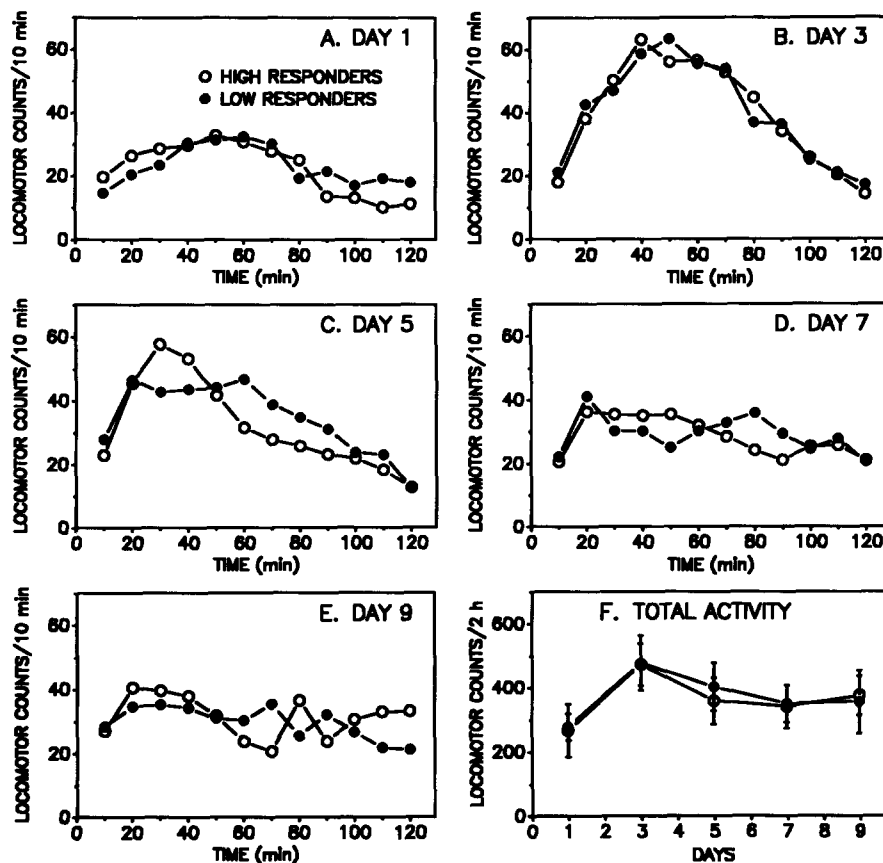 A. DAY 1
HIGH RESPONDERS
LOW RESPONDERS
LOCOMOTOR COUNTS/10 min
60
40
20
0
0 20 40 60 80 100 120
TIME (min)
B. DAY 3
LOCOMOTOR COUNTS/10 min
60
40
20
0
0 20 40 60 80 100 120
TIME (min)
C. DAY 5
LOCOMOTOR COUNTS/10 min
60
40
20
0
0 20 40 60 80 100 120
TIME (min)
D. DAY 7
LOCOMOTOR COUNTS/10 min
60
40
20
0
0 20 40 60 80 100 120
TIME (min)
E. DAY 9
LOCOMOTOR COUNTS/10 min
60
40
20
0
0 20 40 60 80 100 120
TIME (min)
F. TOTAL ACTIVITY
LOCOMOTOR COUNTS/2 h
600
400
200
0
0 1 2 3 4 5 6 7 8 9
DAYS